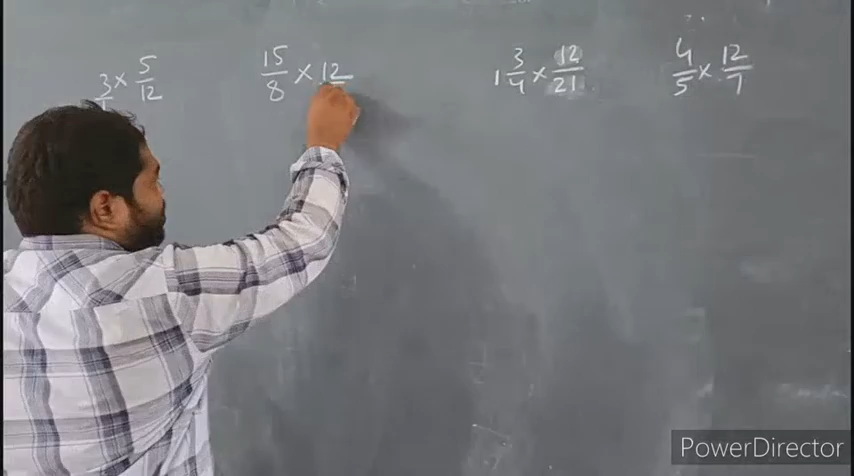 3/ × 5/12
15/8 × 12/
1 3/4 × 12/21
4/5 × 12/7
PowerDirector